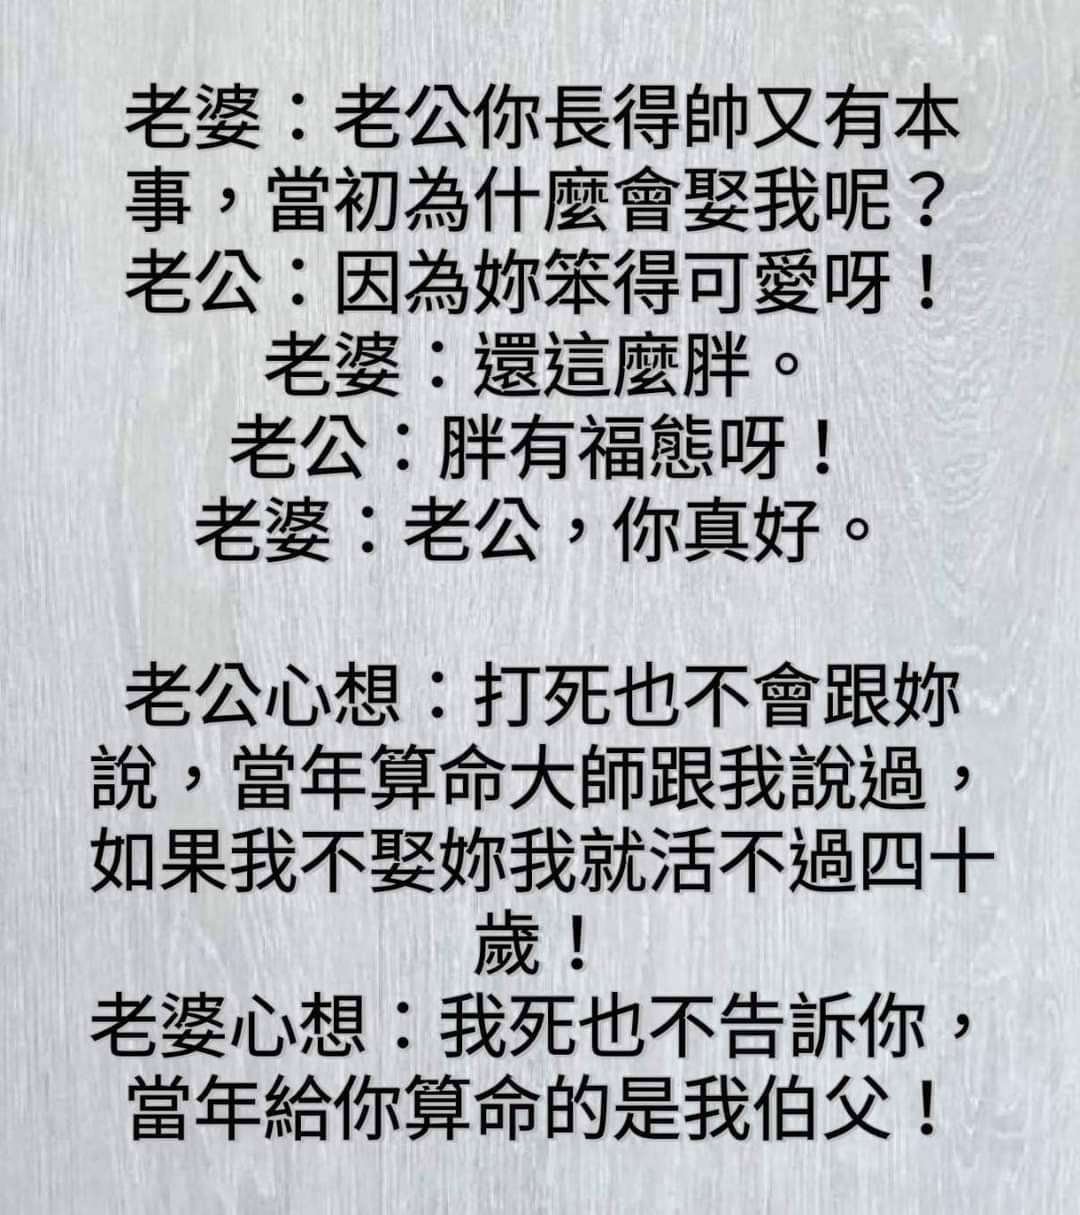 老婆：老公你長得帥又有本
事，當初為什麼會娶我呢？
老公：因為妳笨得可愛呀！
老婆：還這麼胖。
老公：胖有福態呀！
老婆：老公，你真好。
老公心想：打死也不會跟妳
說，當年算命大師跟我說過，
如果我不娶妳我就活不過四十
歲！
老婆心想：我死也不告訴你，
當年給你算命的是我伯父！